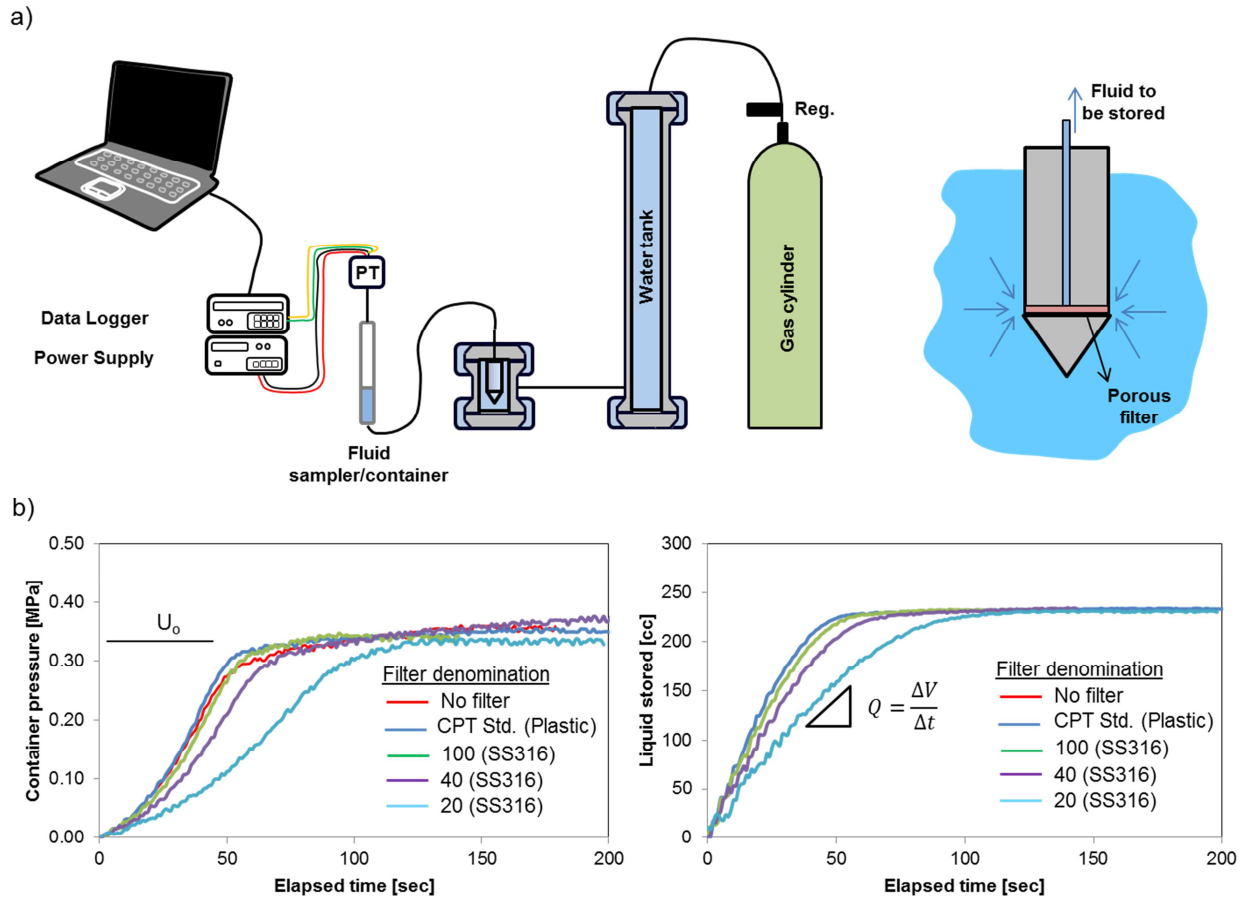 a)
Reg.
Fluid to
be stored
PT
Water tank
Gas cylinder
Data Logger
Power Supply
Porous
filter
Fluid
sampler/container
b)
Container pressure [MPa]
0.50
0.40
0.30
0.20
0.10
0.00
Uo
Filter denomination
No filter
CPT Std. (Plastic)
100 (SS316)
40 (SS316)
20 (SS316)
0 50 100 150 200
Elapsed time [sec]
Liquid stored [cc]
300
250
200
150
100
50
0
Q = ΔV/Δt
Filter denomination
No filter
CPT Std. (Plastic)
100 (SS316)
40 (SS316)
20 (SS316)
0 50 100 150 200
Elapsed time [sec]